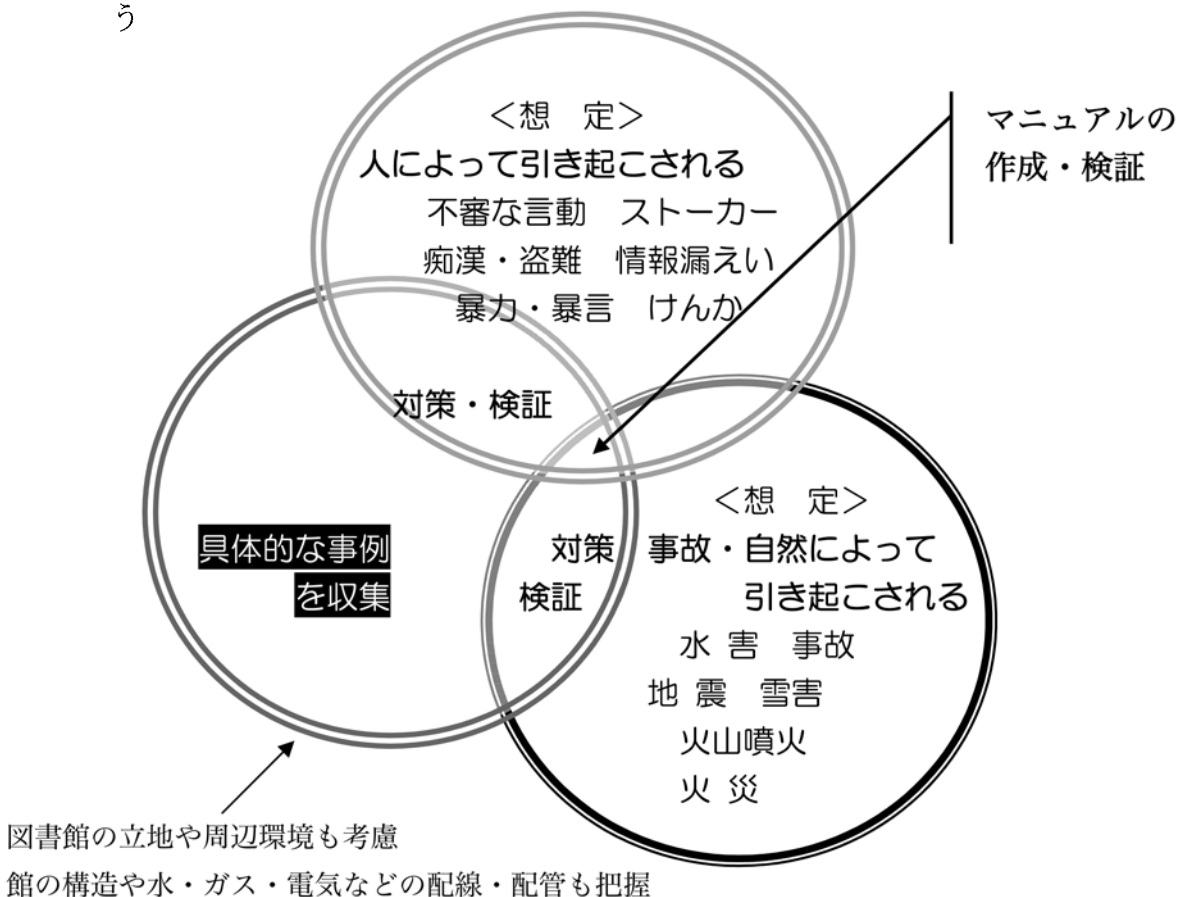 う
<想　定>
人によって引き起こされる
不審な言動　ストーカー
痴漢・盗難　情報漏えい
暴力・暴言　けんか
マニュアルの
作成・検証
対策・検証
具体的な事例
を収集
対策
検証
<想　定>
事故・自然によって
引き起こされる
水 害　事故
地 震　雪害
火山噴火
火 災
図書館の立地や周辺環境も考慮
館の構造や水・ガス・電気などの配線・配管も把握